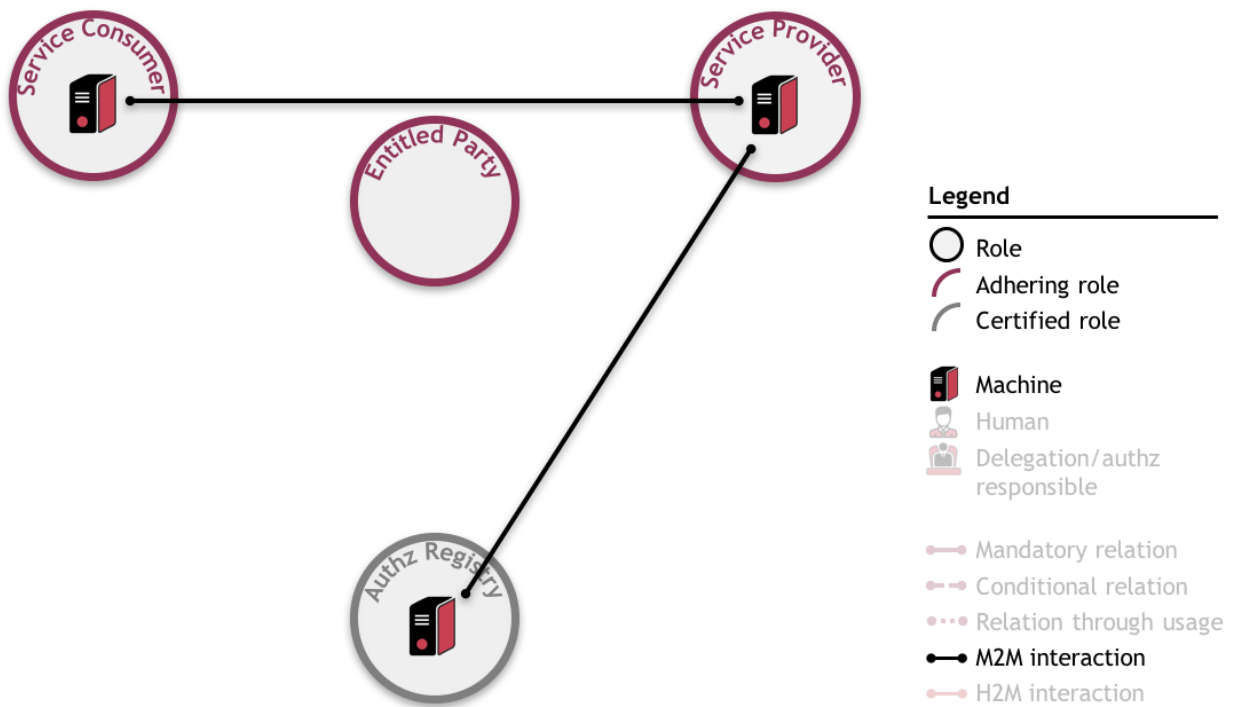 Service Consumer
Service Provider
Entitled Party
Authz Registry
Legend
Role
Adhering role
Certified role
Machine
Human
Delegation/authz
responsible
Mandatory relation
Conditional relation
Relation through usage
M2M interaction
H2M interaction